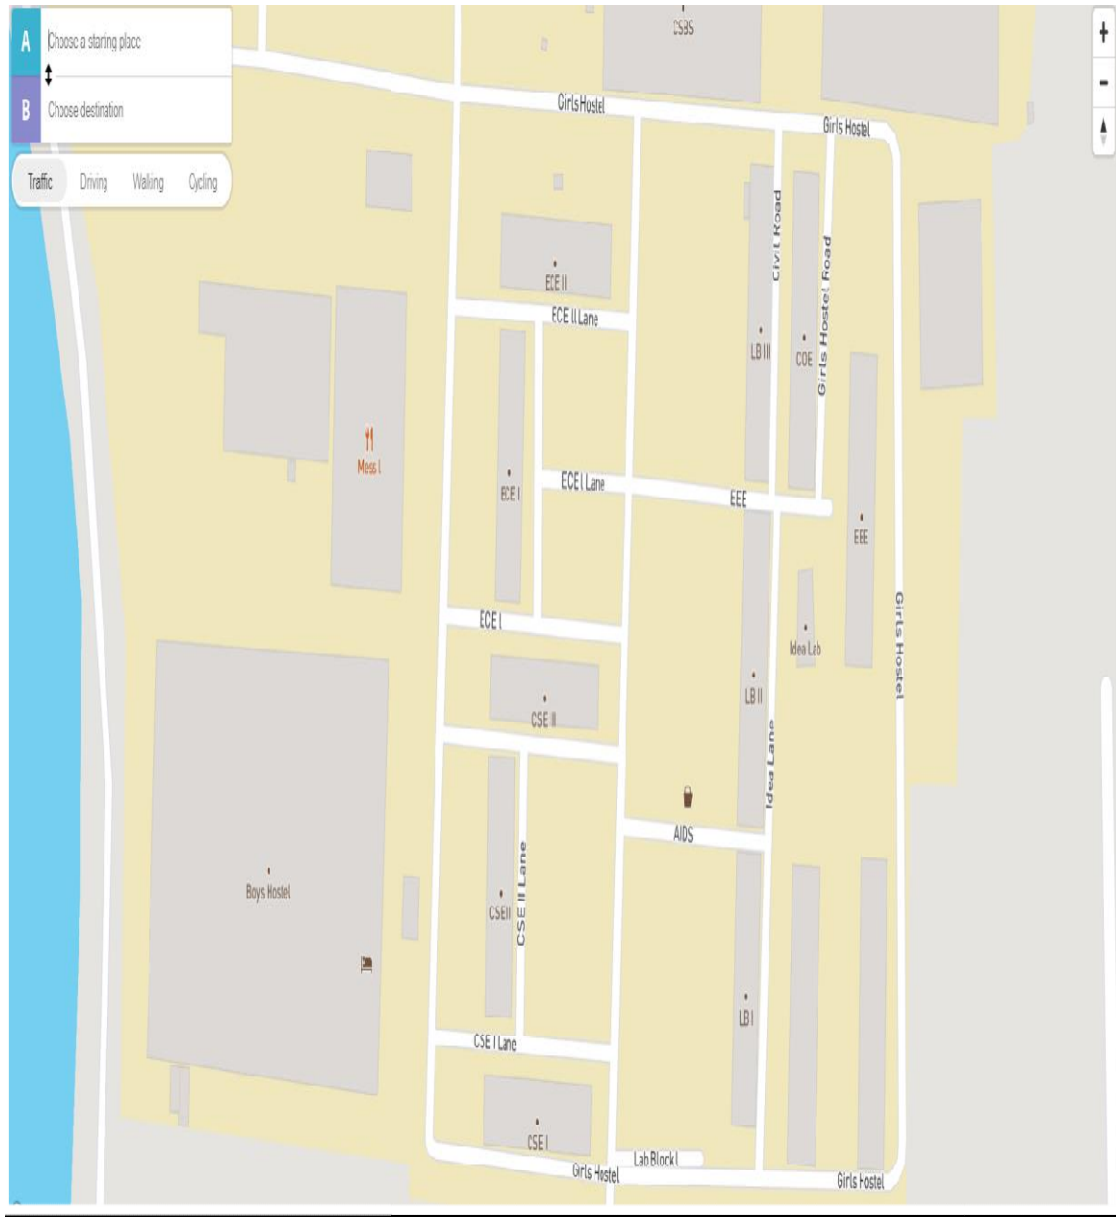 A
Choose a staring place
B
Choose destination
Traffic Driving Walking Cycling
+
−
CSBS
Girls Hostel
Girls Hostel
Civil Road
Girls Hostel Road
ECE II
ECE II Lane
LB III
COE
Mess I
ECE I
ECE I Lane
EEE
EEE
ECE I
Idea Lab
Girls Hostel
LB II
CSE III
Idea Lane
AIDS
Boys Hostel
CSEII
CSE II Lane
LB I
CSE I Lane
CSE I
Lab Block I
Girls Hostel
Girls Hostel